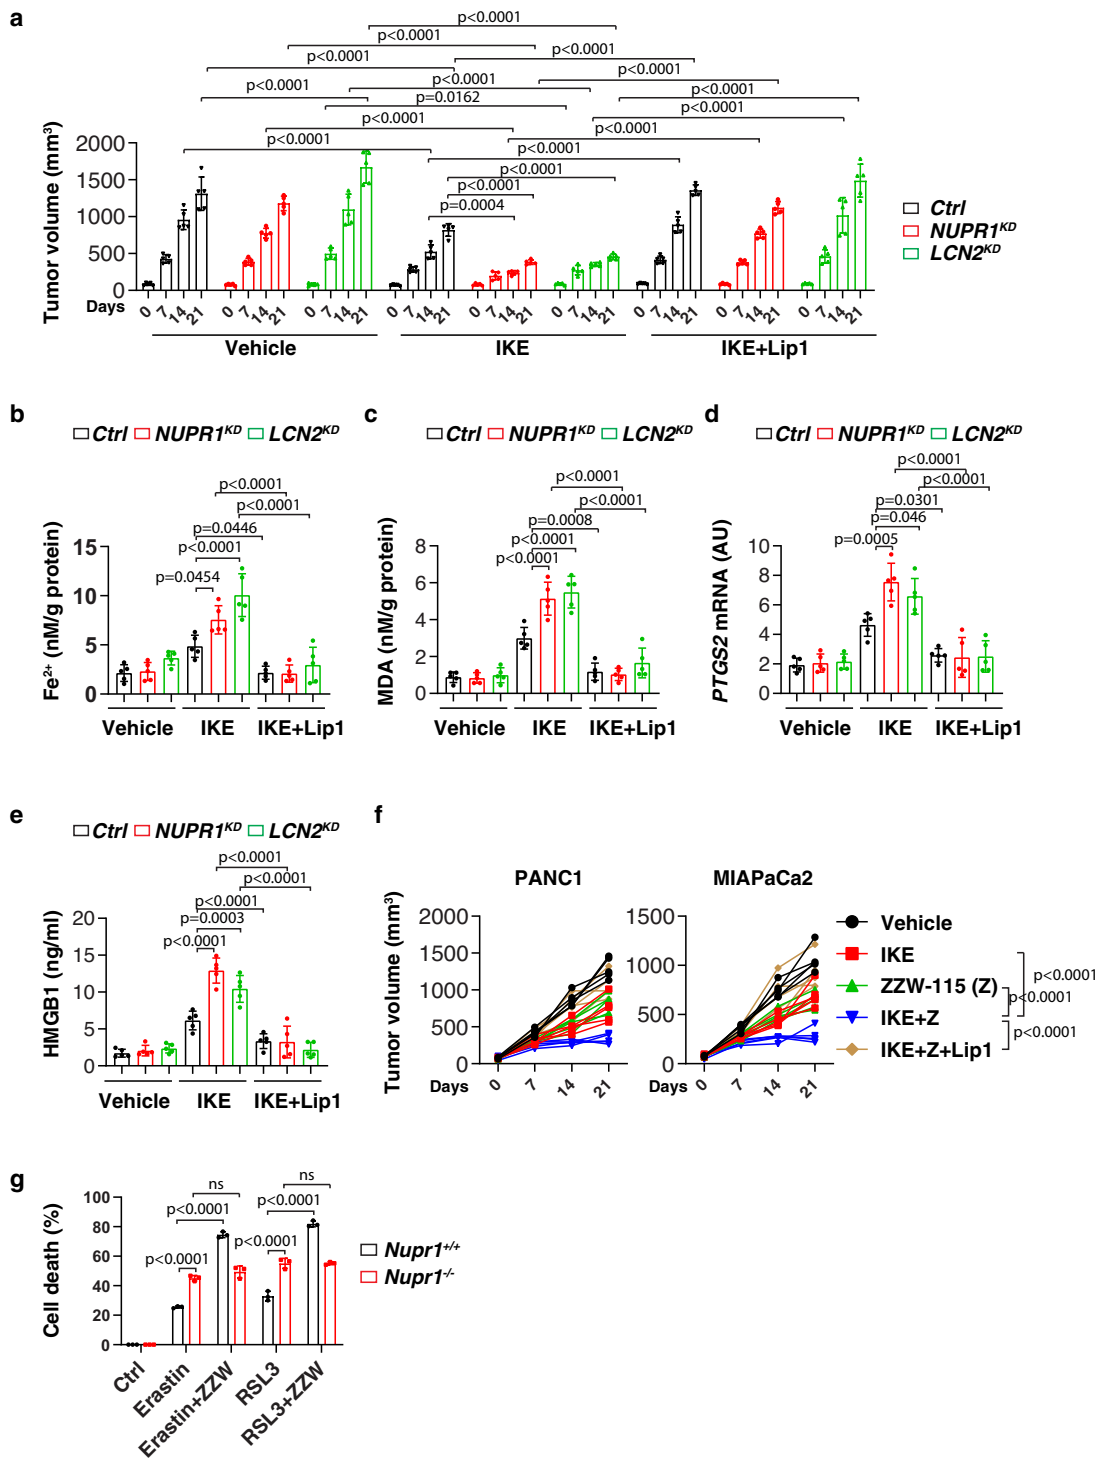 a
p<0.0001
p<0.0001
p<0.0001
p<0.0001
p<0.0001
p<0.0001
p<0.0001
p<0.0001
p=0.0162
p<0.0001
p<0.0001
p<0.0001
p<0.0001
p<0.0001
p<0.0001
p<0.0001
p<0.0001
p=0.0004
Tumor volume (mm³)
2000
1500
1000
500
0
Ctrl
NUPR1ᴷᴰ
LCN2ᴷᴰ
Days 0 7 14 21 0 7 14 21 0 7 14 21 0 7 14 21 0 7 14 21 0 7 14 21 0 7 14 21 0 7 14 21 0 7 14 21
Vehicle IKE IKE+Lip1
b
Ctrl NUPR1ᴷᴰ LCN2ᴷᴰ
p<0.0001
p<0.0001
p=0.0446
p<0.0001
p=0.0454
Fe²⁺ (nM/g protein)
15
10
5
0
Vehicle IKE IKE+Lip1
c
Ctrl NUPR1ᴷᴰ LCN2ᴷᴰ
p<0.0001
p<0.0001
p=0.0008
p<0.0001
p<0.0001
MDA (nM/g protein)
8
6
4
2
0
Vehicle IKE IKE+Lip1
d
Ctrl NUPR1ᴷᴰ LCN2ᴷᴰ
p<0.0001
p<0.0001
p=0.0301
p=0.046
p=0.0005
PTGS2 mRNA (AU)
10
8
6
4
2
0
Vehicle IKE IKE+Lip1
e
Ctrl NUPR1ᴷᴰ LCN2ᴷᴰ
p<0.0001
p<0.0001
p<0.0001
p=0.0003
p<0.0001
HMGB1 (ng/ml)
20
15
10
5
0
Vehicle IKE IKE+Lip1
f
PANC1
Tumor volume (mm³)
2000
1500
1000
500
0
Days 0 7 14 21
MIAPaCa2
1500
1000
500
0
Days 0 7 14 21
Vehicle
IKE
ZZW-115 (Z)
IKE+Z
IKE+Z+Lip1
p<0.0001
p<0.0001
p<0.0001
g
ns
ns
p<0.0001
p<0.0001
p<0.0001
p<0.0001
Cell death (%)
100
80
60
40
20
0
Ctrl
Erastin
Erastin+ZZW
RSL3
RSL3+ZZW
Nupr1⁺/⁺
Nupr1⁻/⁻